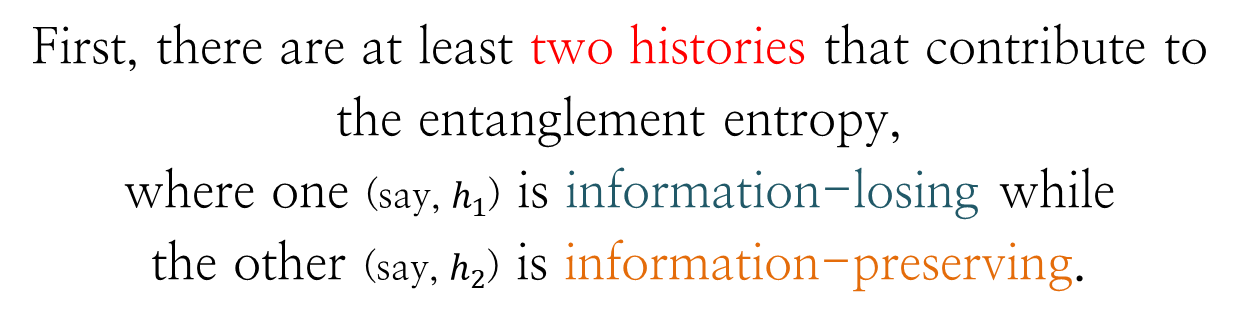 First, there are at least two histories that contribute to
the entanglement entropy,
where one (say, h₁) is information-losing while
the other (say, h₂) is information-preserving.